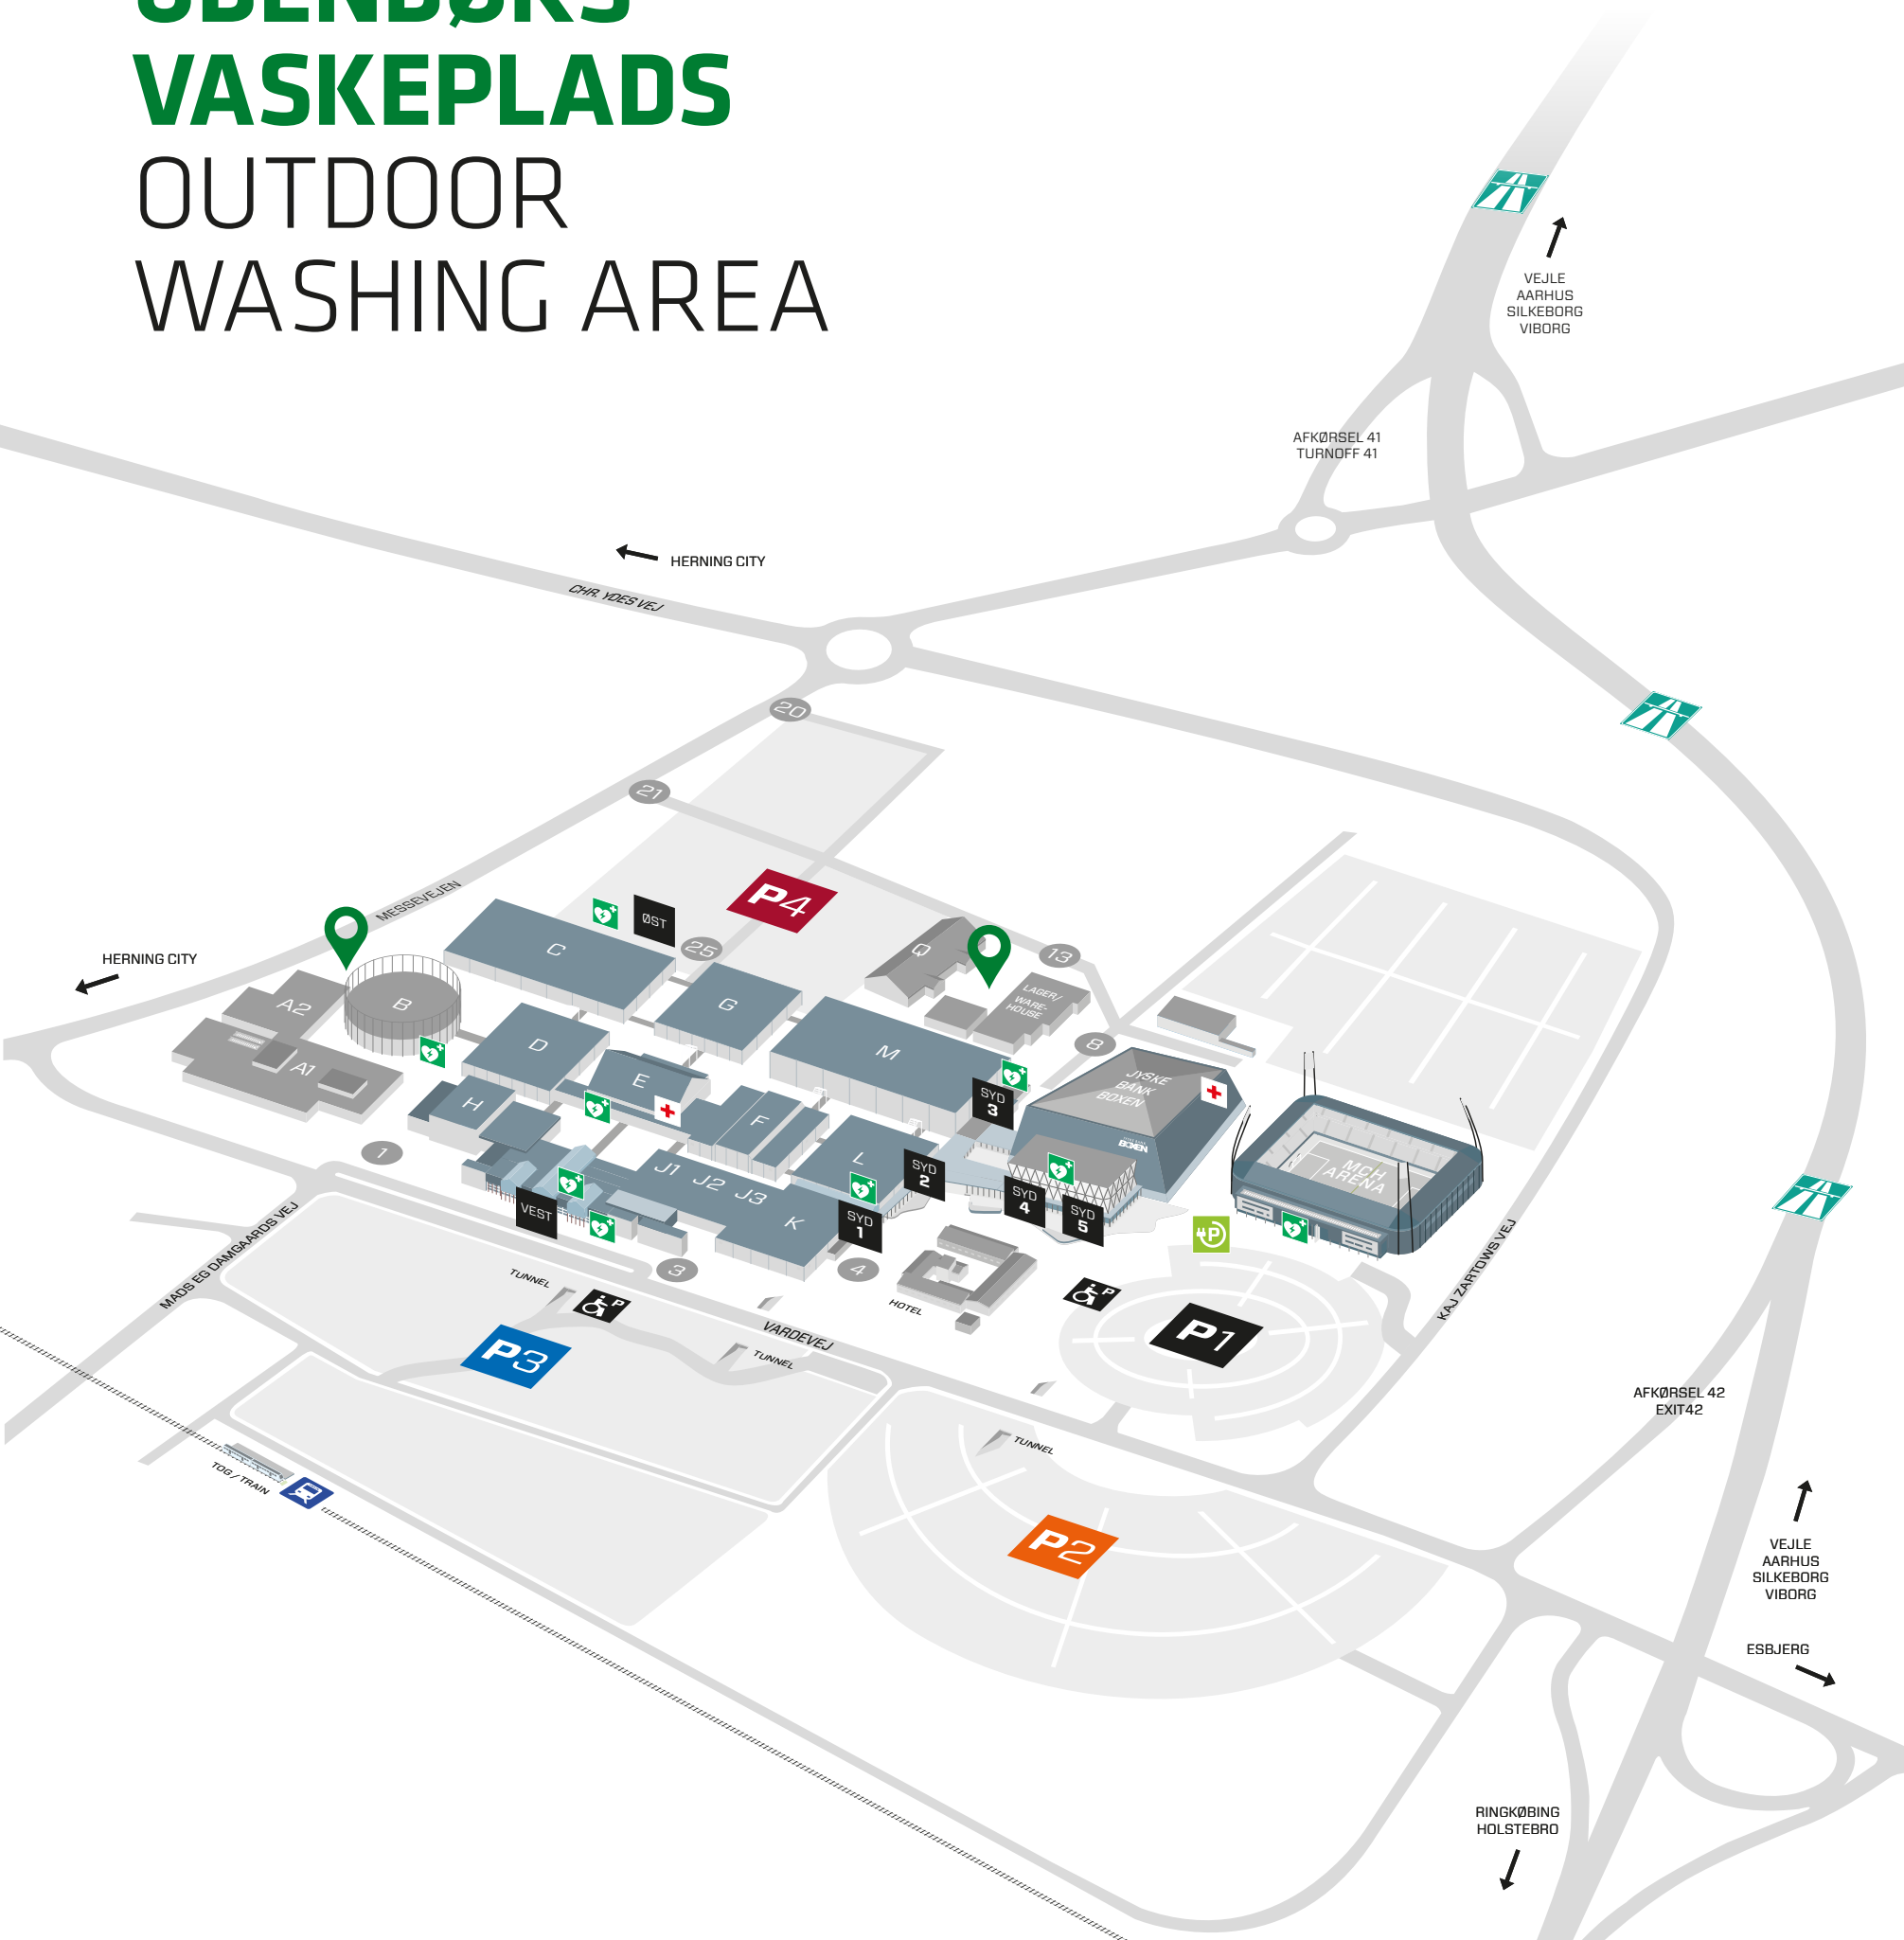 UDENDØRS
VASKEPLADS
OUTDOOR
WASHING AREA
VEJLE
AARHUS
SILKEBORG
VIBORG
AFKØRSEL 41
TURNOFF 41
HERNING CITY
CHR. YDES VEJ
20
21
MESSEVEJEN
P4
ØST
25
C
Q
13
HERNING CITY
A2
B
G
LAGER/
WARE-
HOUSE
D
M
8
A1
E
JYSKE
BANK
BOXEN
SYD
3
H
F
BOXEN
1
L
J1
J2
J3
K
SYD
2
MCH
ARENA
SYD
4
SYD
5
VEST
SYD
1
P
MADS EG DAMGAARDS VEJ
3
4
TUNNEL
P
HOTEL
P
KAJ ZARTOWS VEJ
VARDEVEJ
P1
P3
TUNNEL
AFKØRSEL 42
EXIT42
TUNNEL
TOG / TRAIN
P2
VEJLE
AARHUS
SILKEBORG
VIBORG
ESBJERG
RINGKØBING
HOLSTEBRO